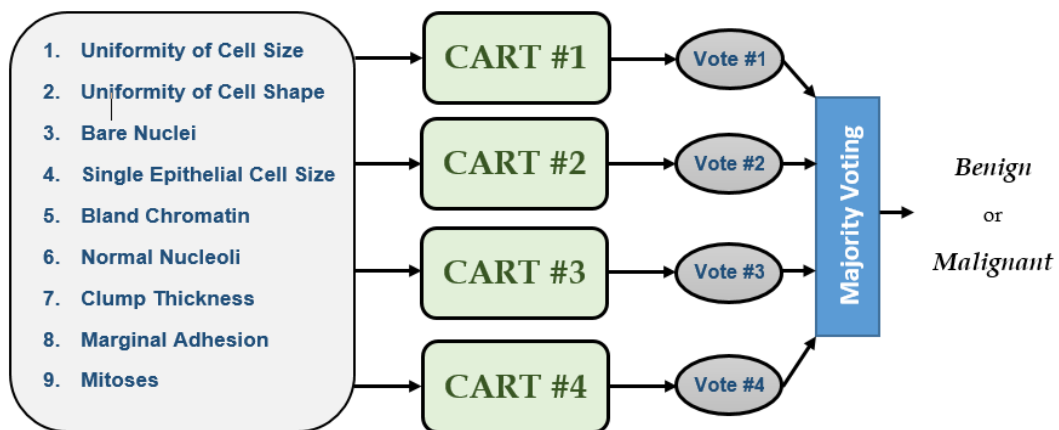 1. Uniformity of Cell Size
2. Uniformity of Cell Shape
3. Bare Nuclei
4. Single Epithelial Cell Size
5. Bland Chromatin
6. Normal Nucleoli
7. Clump Thickness
8. Marginal Adhesion
9. Mitoses
CART #1
CART #2
CART #3
CART #4
Vote #1
Vote #2
Vote #3
Vote #4
Majority Voting
Benign
or
Malignant